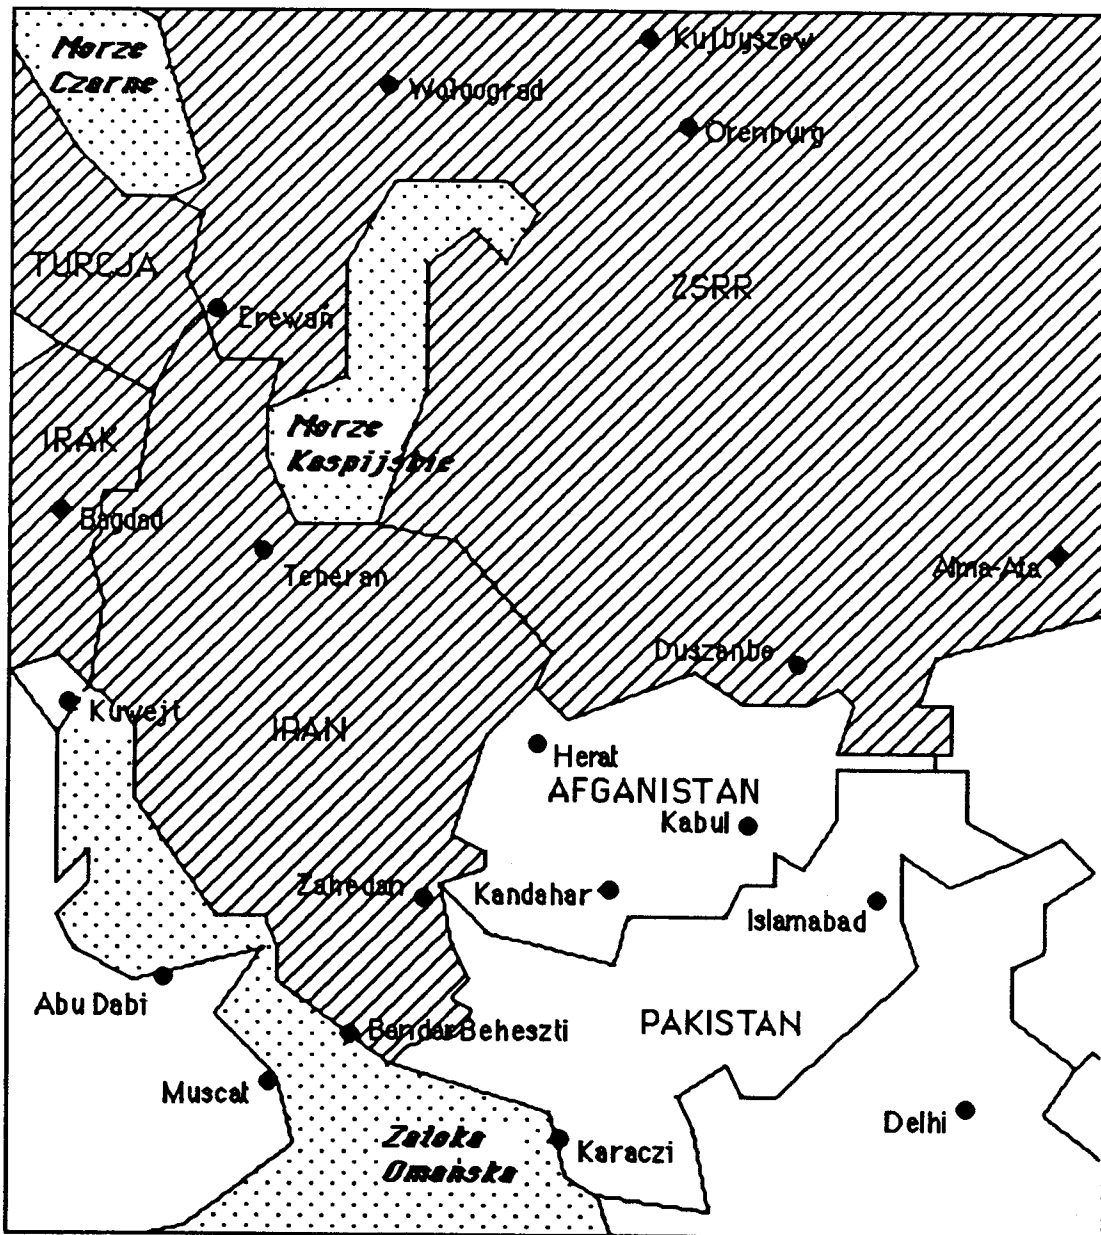 Morze
Czarne
Kujbyszew
Wołgograd
Orenburg
TURCJA
ZSRR
Erewań
Morze
Kaspijskie
IRAK
Bagdad
Teheran
Alma-Ata
Duszanbe
Kuwejt
IRAN
Herat
AFGANISTAN
Kabul
Zahedan
Kandahar
Islamabad
Abu Dabi
PAKISTAN
Bandar Beheszti
Muscat
Delhi
Zatoka
Omańska
Karaczi